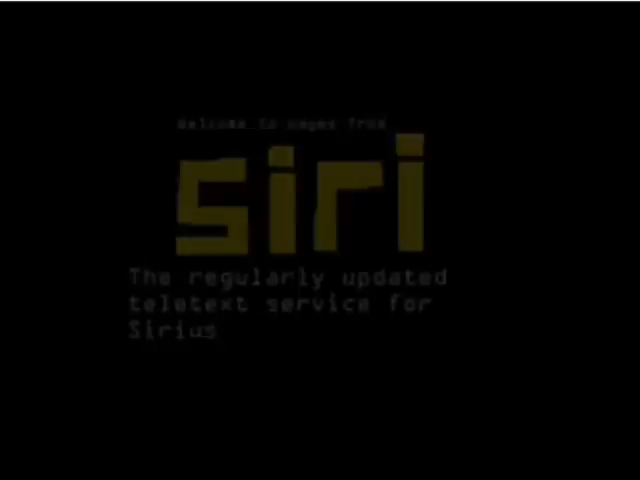 Welcome to pages from
siri
The regularly updated
teletext service for
Sirius